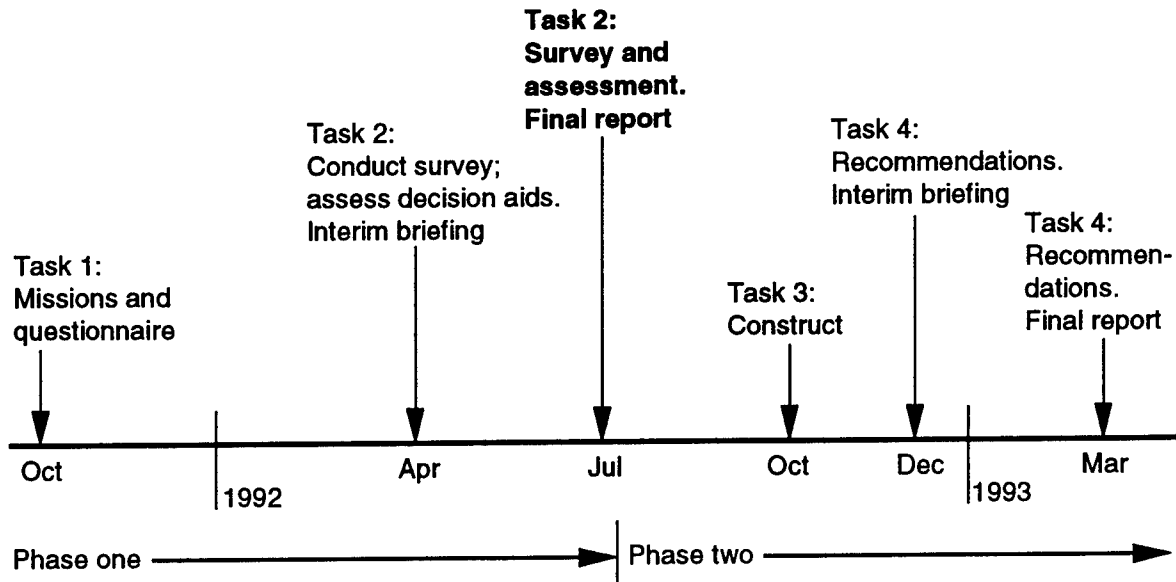 Task 2:
Survey and
assessment.
Final report
Task 2:
Conduct survey;
assess decision aids.
Interim briefing
Task 4:
Recommendations.
Interim briefing
Task 4:
Recommen-
dations.
Final report
Task 1:
Missions and
questionnaire
Task 3:
Construct
Oct
Apr
Jul
Oct
Dec
Mar
1992
1993
Phase one
Phase two